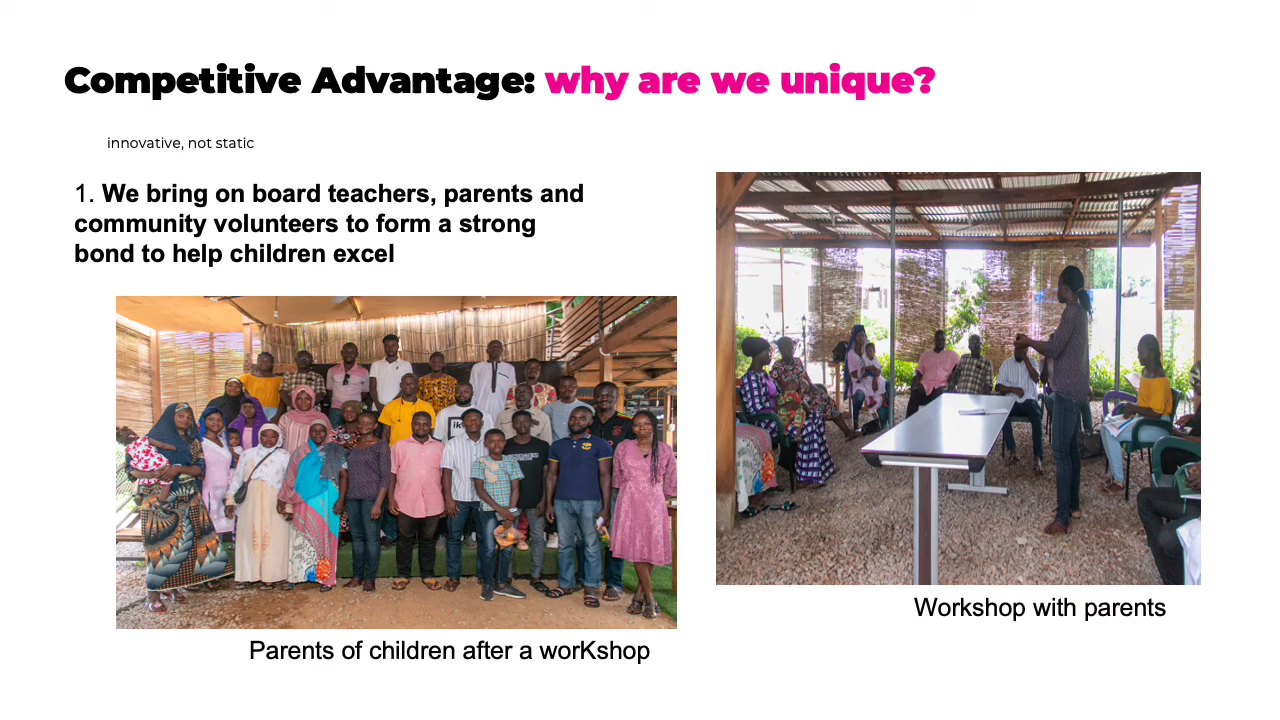 Competitive Advantage: why are we unique?
innovative, not static
1. We bring on board teachers, parents and
community volunteers to form a strong
bond to help children excel
Parents of children after a worKshop
Workshop with parents